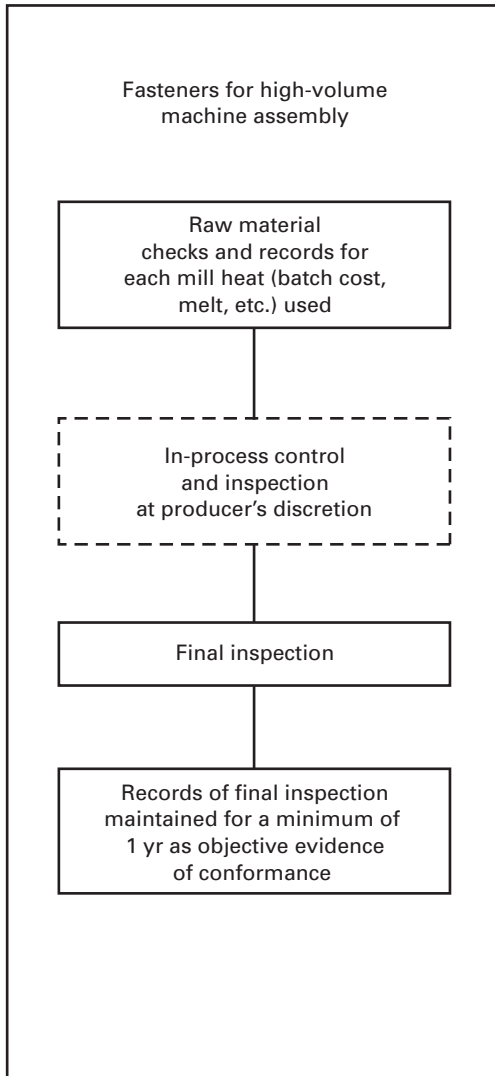 Fasteners for high-volume
machine assembly
Raw material
checks and records for
each mill heat (batch cost,
melt, etc.) used
In-process control
and inspection
at producer’s discretion
Final inspection
Records of final inspection
maintained for a minimum of
1 yr as objective evidence
of conformance